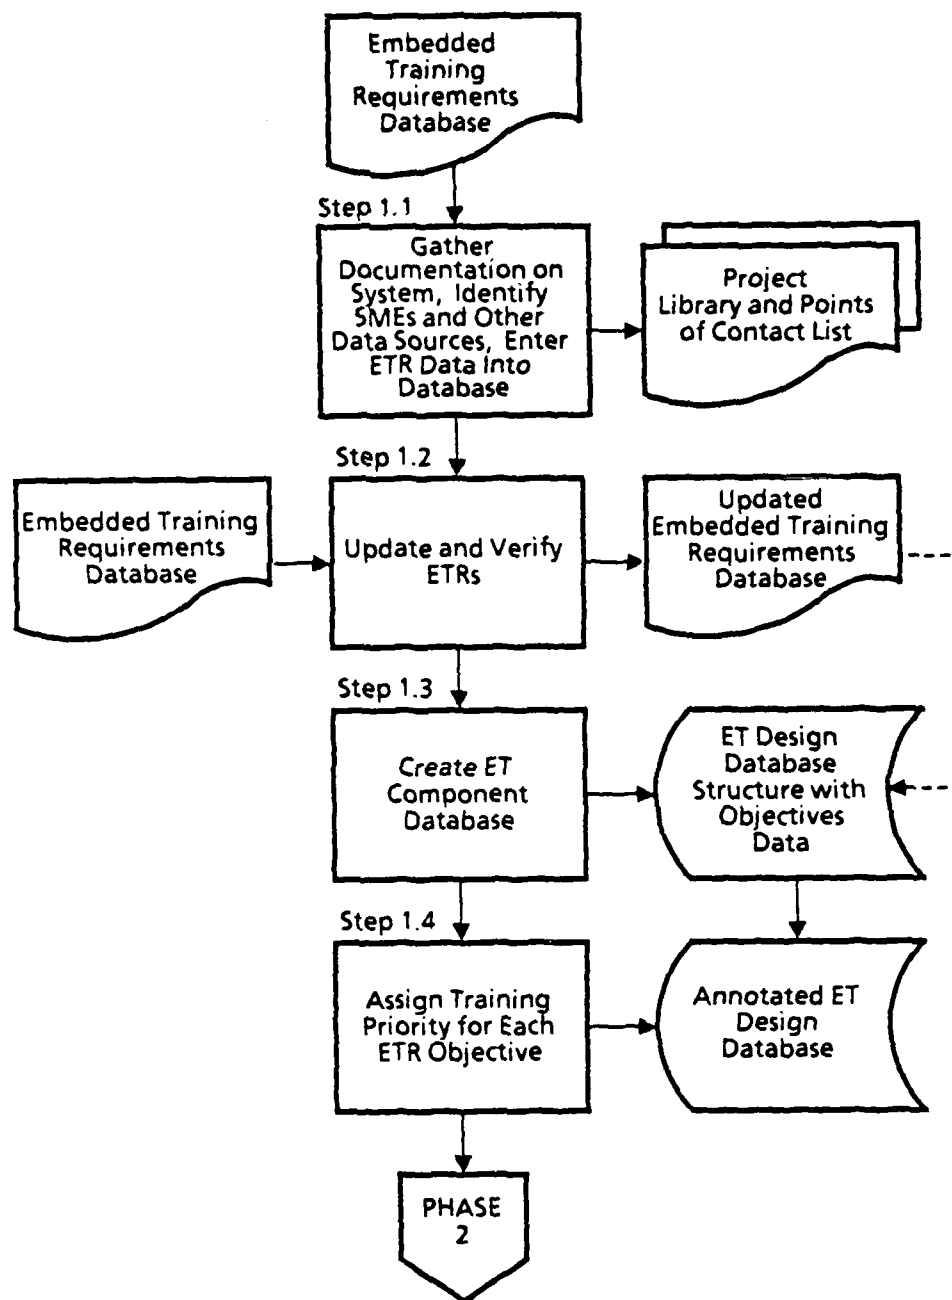 Embedded
Training
Requirements
Database
Step 1.1
Gather
Documentation on
System, Identify
SMEs and Other
Data Sources, Enter
ETR Data Into
Database
Project
Library and Points
of Contact List
Step 1.2
Embedded Training
Requirements
Database
Update and Verify
ETRs
Updated
Embedded Training
Requirements
Database
Step 1.3
Create ET
Component
Database
ET Design
Database
Structure with
Objectives
Data
Step 1.4
Assign Training
Priority for Each
ETR Objective
Annotated ET
Design
Database
PHASE
2